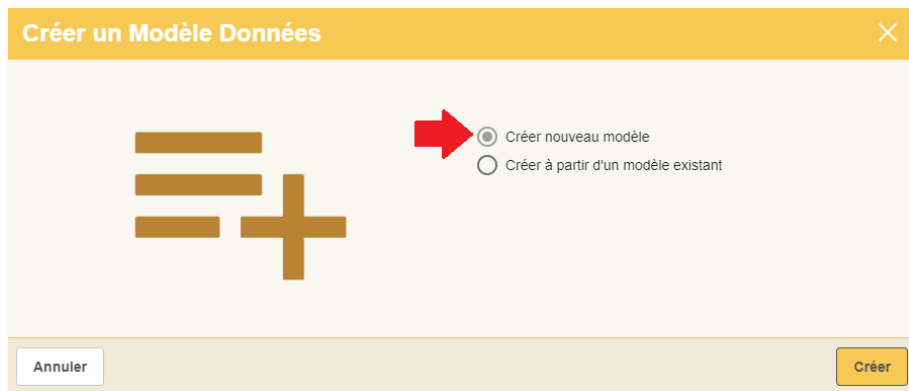 Créer un Modèle Données
Créer nouveau modèle
Créer à partir d'un modèle existant
Annuler
Créer